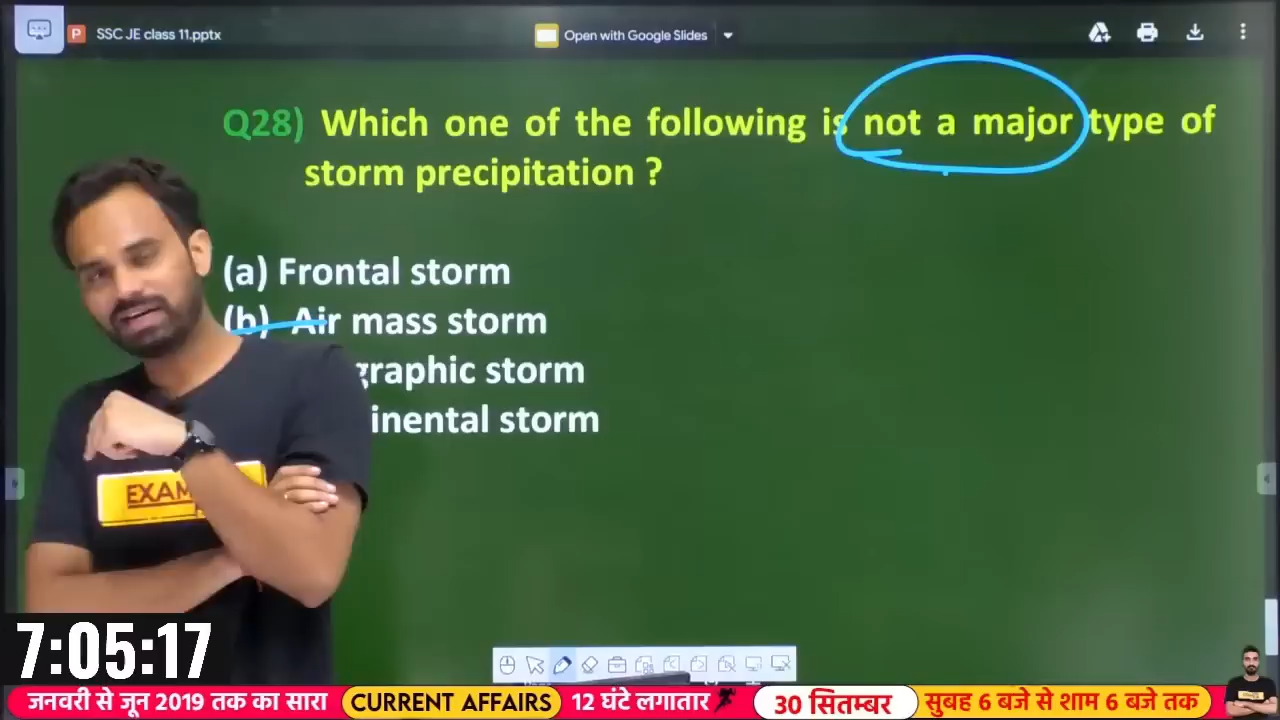 P SSC JE class 11.pptx
Open with Google Slides
Q28) Which one of the following is not a major type of
storm precipitation ?
(a) Frontal storm
(b) Air mass storm
graphic storm
inental storm
EXAM
7:05:17
जनवरी से जून 2019 तक का सारा CURRENT AFFAIRS 12 घंटे लगातार 30 सितम्बर सुबह 6 बजे से शाम 6 बजे तक